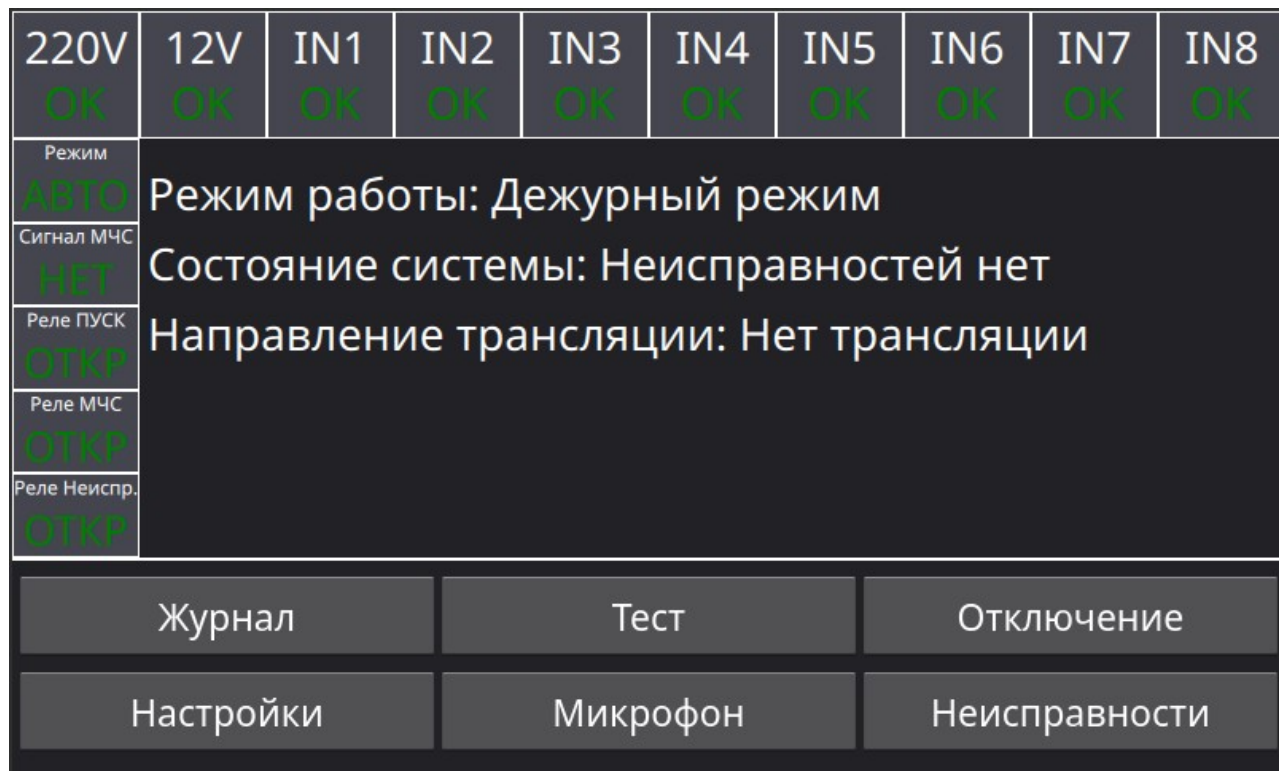 220V 12V IN1 IN2 IN3 IN4 IN5 IN6 IN7 IN8
OK OK OK OK OK OK OK OK OK OK
Режим
АВТО
Сигнал МЧС
НЕТ
Реле ПУСК
ОТКР
Реле МЧС
ОТКР
Реле Неиспр.
ОТКР
Режим работы: Дежурный режим
Состояние системы: Неисправностей нет
Направление трансляции: Нет трансляции
Журнал Тест Отключение
Настройки Микрофон Неисправности